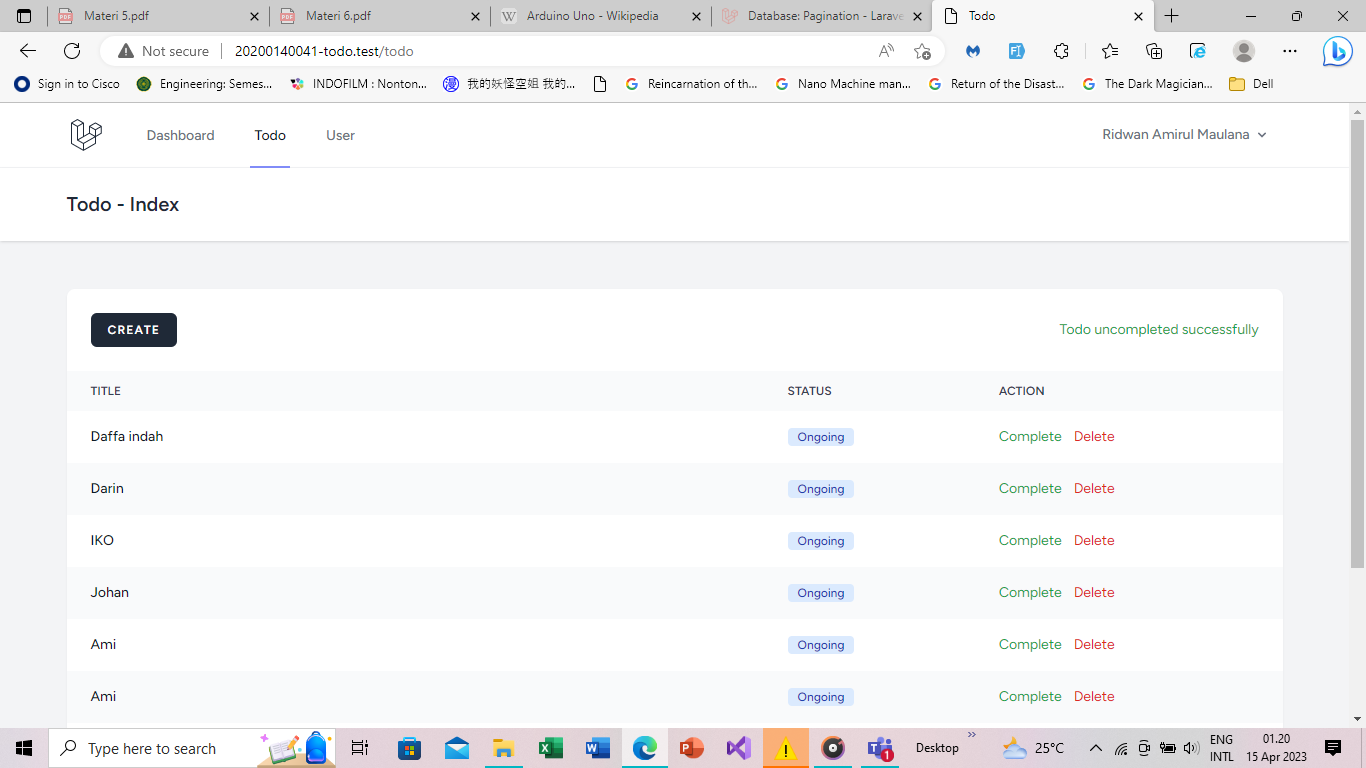 Materi 5.pdf
Materi 6.pdf
Arduino Uno - Wikipedia
Database: Pagination - Larave
Todo
Not secure
20200140041-todo.test/todo
Sign in to Cisco
Engineering: Semes...
INDOFILM : Nonton...
我的妖怪空姐 我的...
Reincarnation of th...
Nano Machine man...
Return of the Disast...
The Dark Magician...
Dell
Dashboard
Todo
User
Ridwan Amirul Maulana
Todo - Index
CREATE
Todo uncompleted successfully
TITLE STATUS ACTION
Daffa indah Ongoing Complete Delete
Darin Ongoing Complete Delete
IKO Ongoing Complete Delete
Johan Ongoing Complete Delete
Ami Ongoing Complete Delete
Ami Ongoing Complete Delete
Type here to search
Desktop
25°C
ENG
INTL
01.20
15 Apr 2023